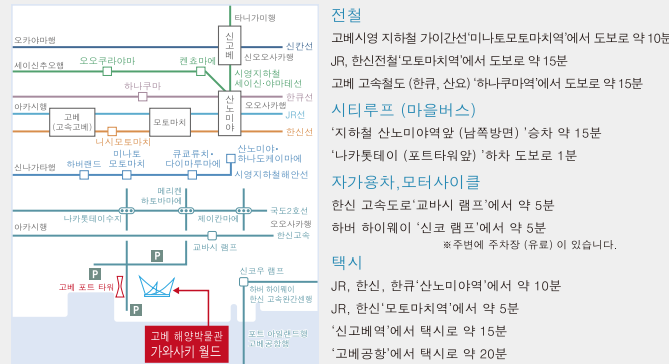 타니가미행
오카야마행
신고베
신칸선
신오오사카행
세이신추오행
오오쿠라야마
켄쵸마에
시영지하철
세이신·야마테선
하나쿠마
산노미야
한큐선
오오사카행
아카시행
JR선
고베
(고속고베)
모토마치
니시모토마치
한신선
미나토
모토마치
큐쿄류치·
다이마루마에
산노미야·
하나도케이마에
신나가타행
하버랜드
시영지하철해안선
메리켄
하토바마에
국도2호선
나카톳테이수지
제이칸마에
오오사카행
아카시행
한신고속
교바시 램프
P
P
신코우 램프
고베 포트 타워
하버 하이웨이
한신 고속완간센행
P
고베 해양박물관
가와사키 월드
포트 아일랜드행
고베공항행
전철
고베시영 지하철 가이간선‘미나토모토마치역’에서 도보로 약 10분
JR, 한신전철‘모토마치역’에서 도보로 약 15분
고베 고속철도 (한큐, 산요) ‘하나쿠마역’에서 도보로 약 15분
시티루프 (마을버스)
‘지하철 산노미야역앞 (남쪽방면) ’승차 약 15분
‘나카톳테이 (포트타워앞) ’하차 도보로 1분
자가용차,모터사이클
한신 고속도로‘교바시 램프’에서 약 5분
하버 하이웨이 ‘신코 램프’에서 약 5분
※주변에 주차장 (유료) 이 있습니다.
택시
JR, 한신, 한큐‘산노미야역’에서 약 10분
JR, 한신‘모토마치역’에서 약 5분
‘신고베역’에서 택시로 약 15분
‘고베공항’에서 택시로 약 20분